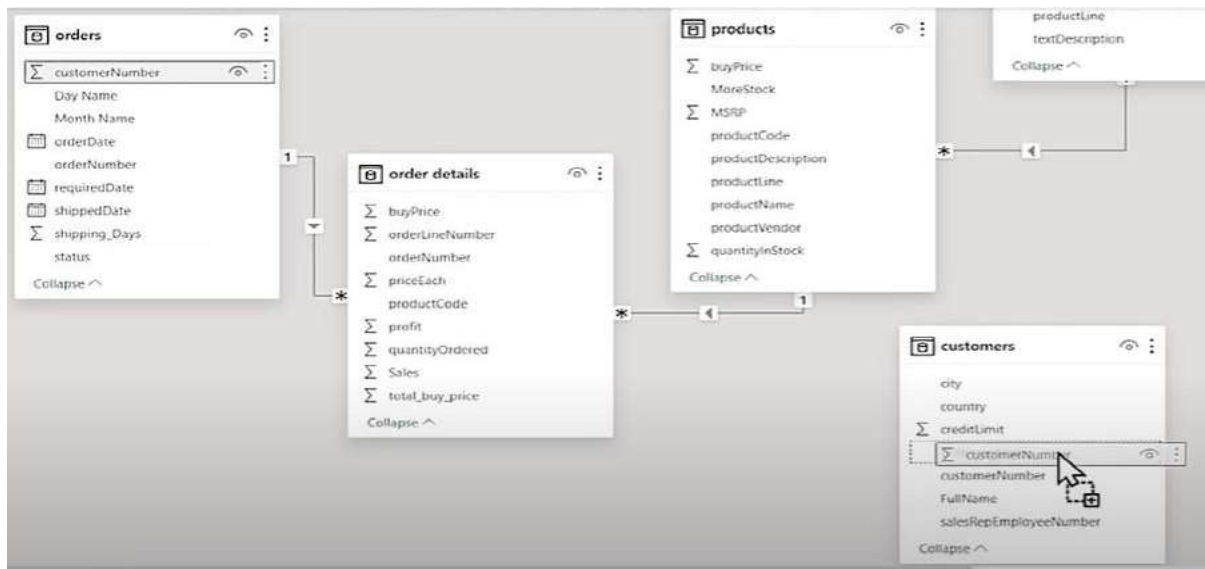 orders
customerNumber
Day Name
Month Name
orderDate
orderNumber
requiredDate
shippedDate
shipping_Days
status
Collapse
1
*
order details
buyPrice
orderLineNumber
orderNumber
priceEach
productCode
profit
quantityOrdered
Sales
total_buy_price
Collapse
*
1
products
buyPrice
MoreStock
MSRP
productCode
productDescription
productLine
productName
productVendor
quantityInStock
Collapse
*
productLine
textDescription
Collapse
customers
city
country
creditLimit
customerNumber
customerNumber
FullName
salesRepEmployeeNumber
Collapse